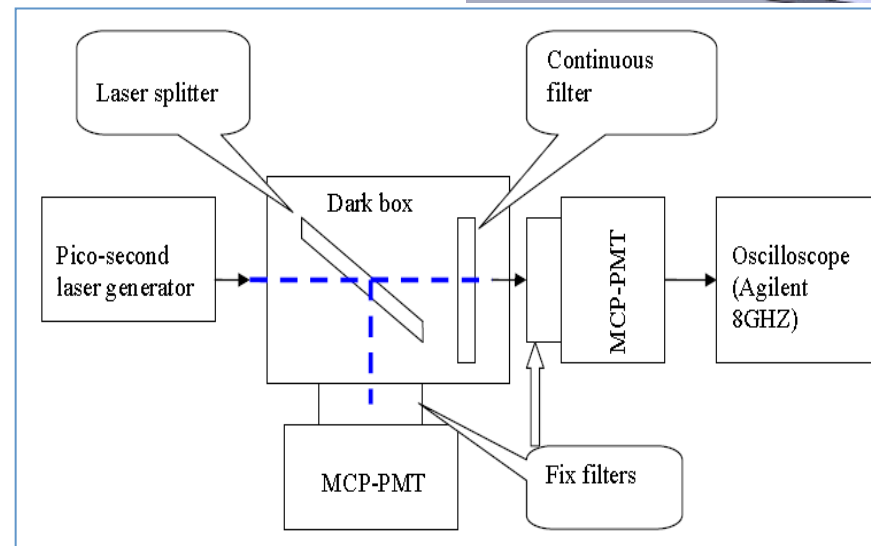 Laser splitter
Continuous
filter
Dark box
Pico-second
laser generator
MCP-PMT
Oscilloscope
(Agilent
8GHZ)
MCP-PMT
Fix filters